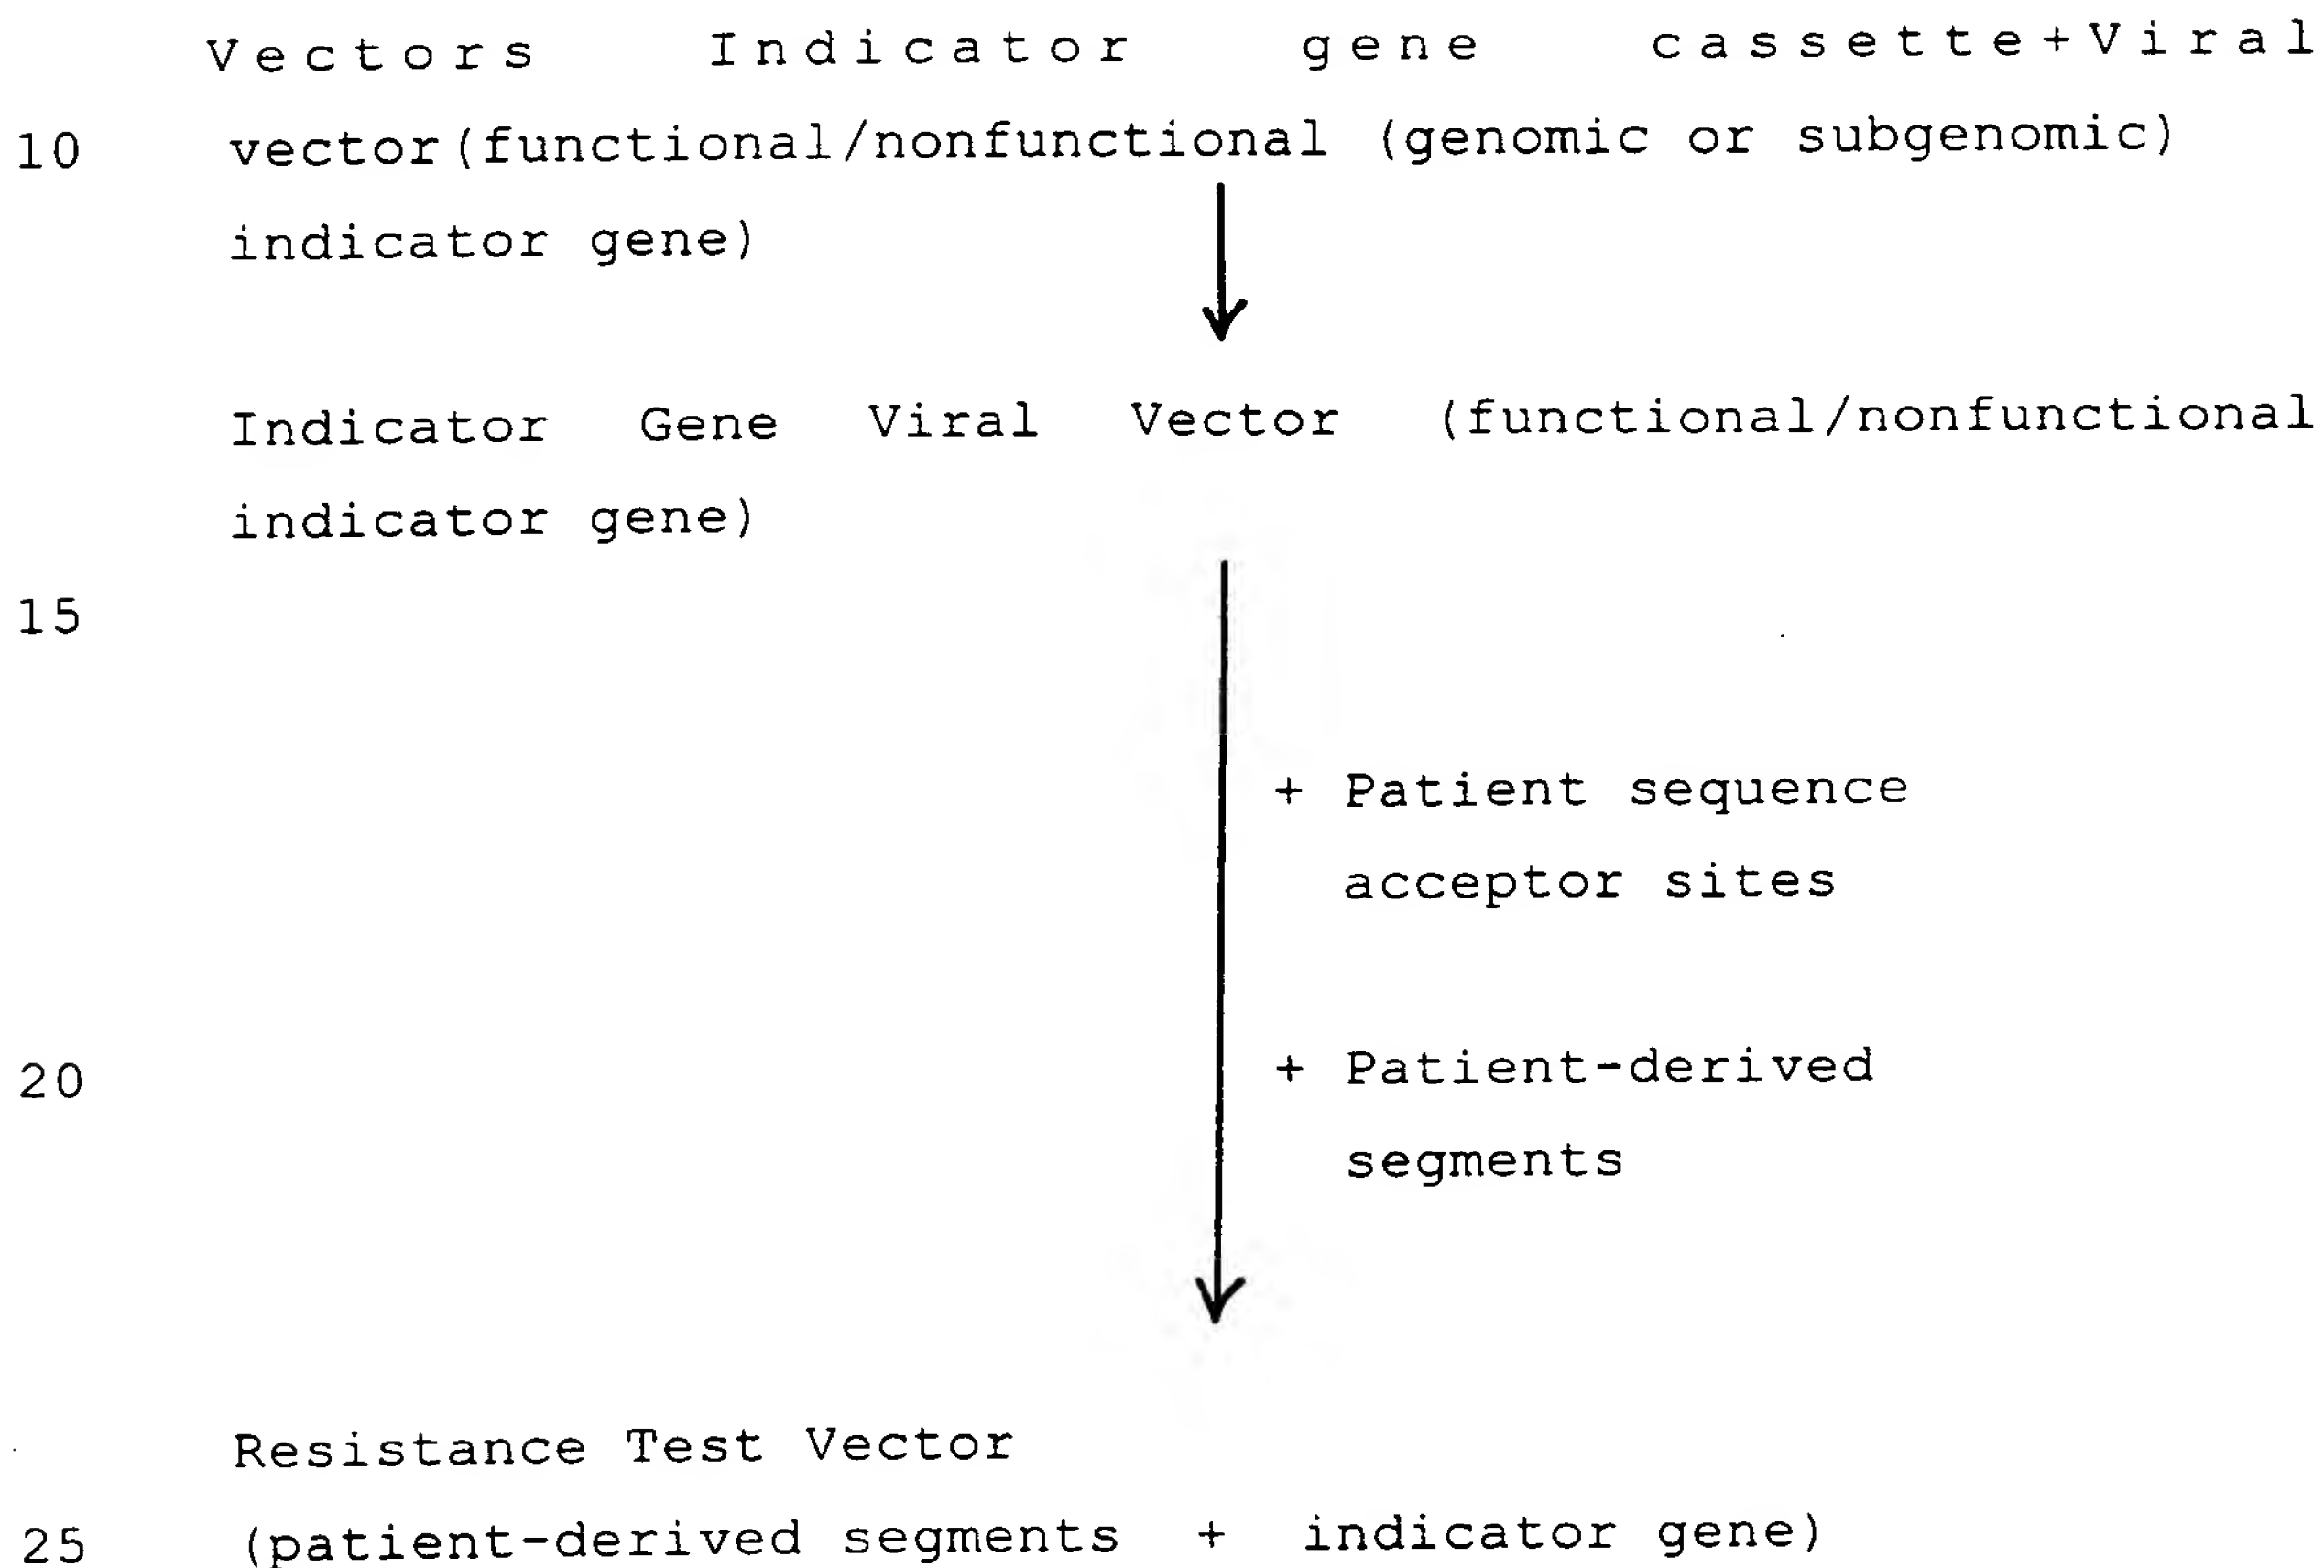 Vectors Indicator gene cassette+Viral
10 vector(functional/nonfunctional (genomic or subgenomic)
indicator gene)
Indicator Gene Viral Vector (functional/nonfunctional
indicator gene)
15
+ Patient sequence
acceptor sites
20 + Patient-derived
segments
Resistance Test Vector
25 (patient-derived segments + indicator gene)